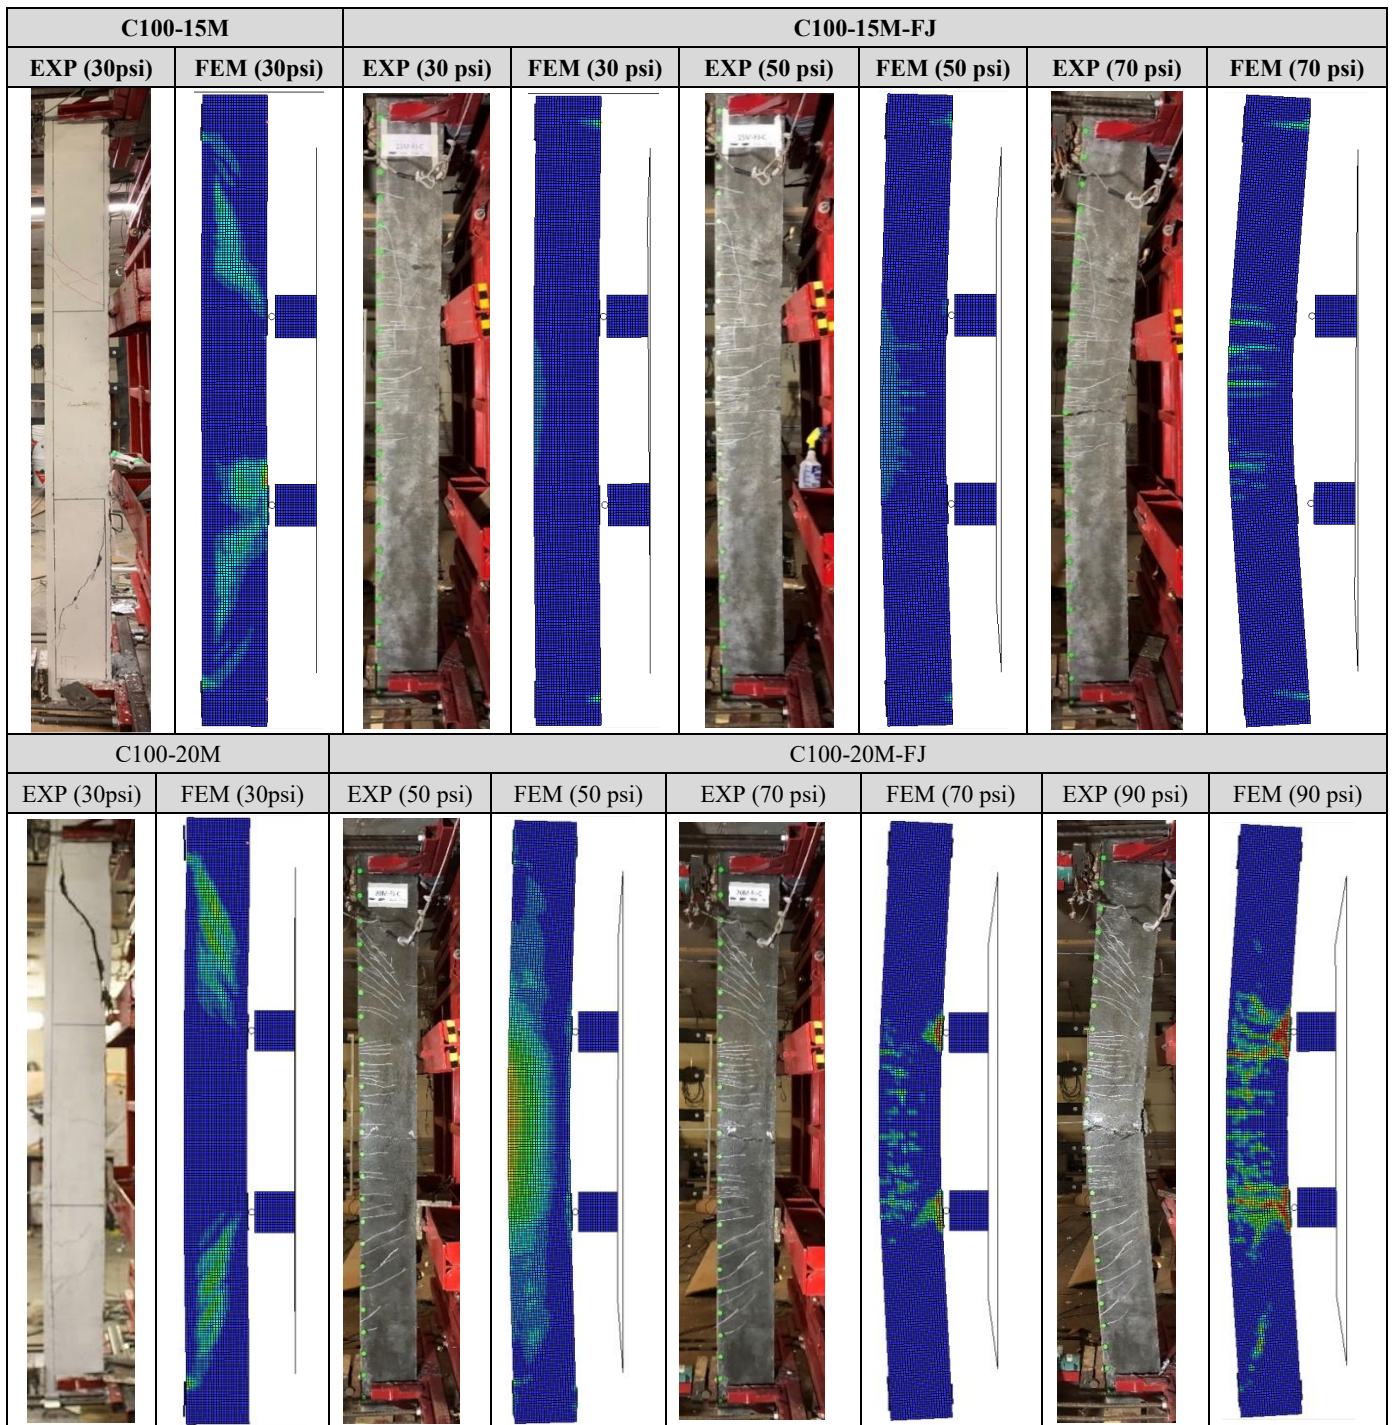 C100-15M C100-15M-FJ
EXP (30psi) FEM (30psi) EXP (30 psi) FEM (30 psi) EXP (50 psi) FEM (50 psi) EXP (70 psi) FEM (70 psi)
C100-20M C100-20M-FJ
EXP (30psi) FEM (30psi) EXP (50 psi) FEM (50 psi) EXP (70 psi) FEM (70 psi) EXP (90 psi) FEM (90 psi)